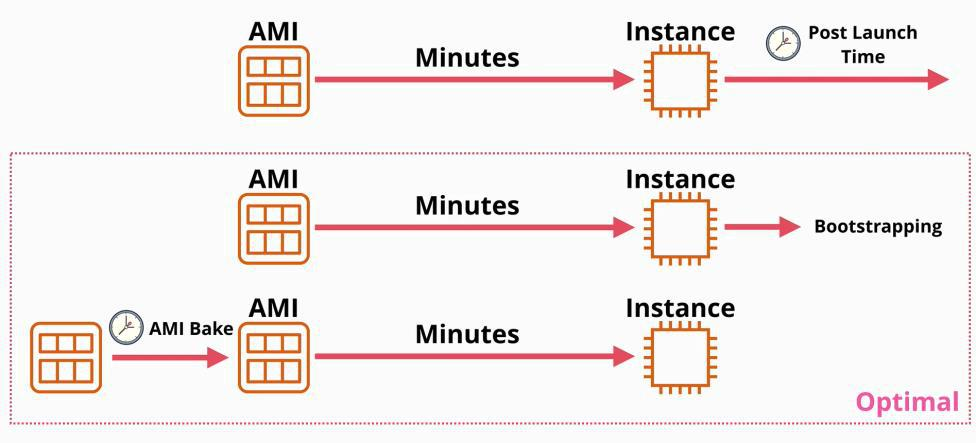 AMI
Minutes
Instance
Post Launch
Time
AMI
Minutes
Instance
Bootstrapping
AMI Bake
AMI
Minutes
Instance
Optimal